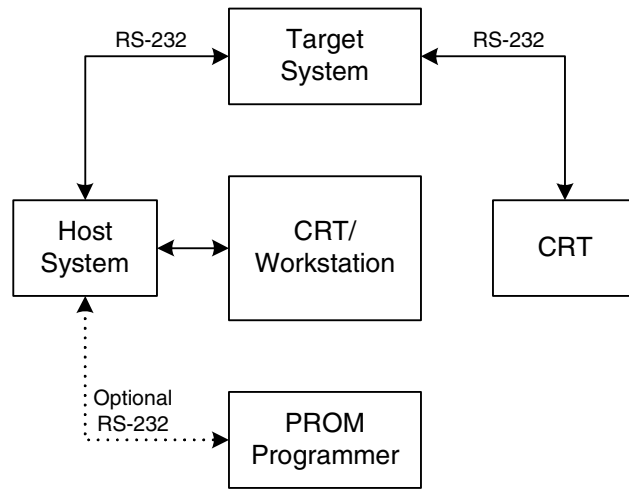 RS-232
Target
System
RS-232
Host
System
CRT/
Workstation
CRT
Optional
RS-232
PROM
Programmer